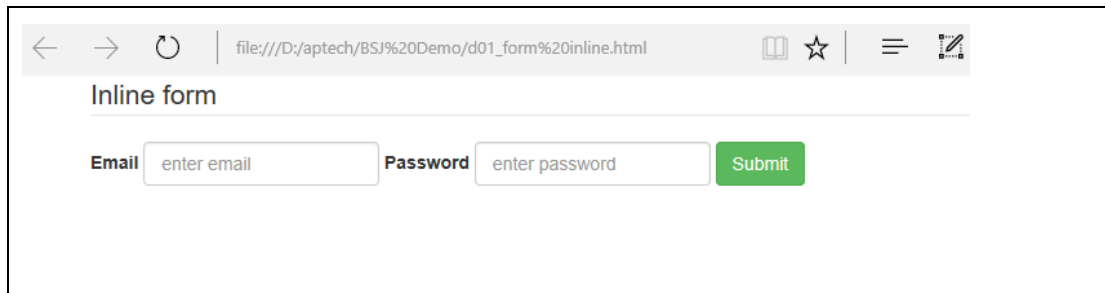 file:///D:/aptech/BSJ%20Demo/d01_form%20inline.html
Inline form
Email enter email Password enter password Submit